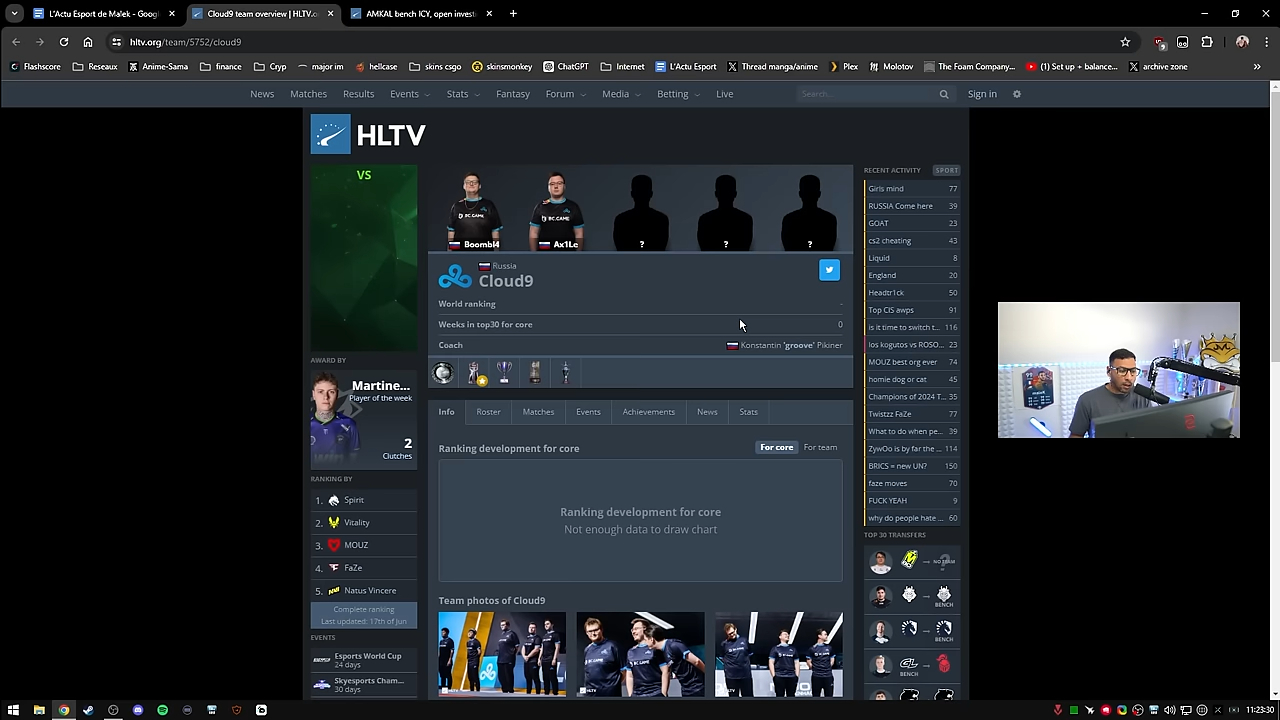 L'Actu Esport de Malek - Googl
Cloud9 team overview | HLTV.o
AMKAL bench ICY, open invest
hltv.org/team/5752/cloud9
Flashscore
Reseaux
Anime-Sama
finance
Cryp
major im
hellcase
skins csgo
skinsmonkey
ChatGPT
Internet
L'Actu Esport
Thread manga/anime
Plex
Molotov
The Foam Company...
(1) Set up + balance...
archive zone
News
Matches
Results
Events
Stats
Fantasy
Forum
Media
Betting
Live
Search...
Sign in
HLTV
VS
AWARD BY
Martine...
Player of the week
2
Clutches
RANKING BY
1. Spirit
2. Vitality
3. MOUZ
4. FaZe
5. Natus Vincere
Complete ranking
Last updated: 17th of Jun
EVENTS
Esports World Cup
24 days
Skyesports Cham...
30 days
Boombl4
Ax1Le
?
?
?
Russia
Cloud9
World ranking
-
Weeks in top30 for core
0
Coach
Konstantin 'groove' Pikiner
Info
Roster
Matches
Events
Achievements
News
Stats
Ranking development for core
For core
For team
Ranking development for core
Not enough data to draw chart
Team photos of Cloud9
RECENT ACTIVITY
SPORT
Girls mind 77
RUSSIA Come here 39
GOAT 23
cs2 cheating 43
Liquid 8
England 20
Headtr1ck 50
Top CIS awps 91
is it time to switch t... 116
los kogutos vs ROSO... 23
MOUZ best org ever 74
homie dog or cat 45
Champions of 2024 T... 35
Twistzz FaZe 77
What to do when pe... 39
ZywOo is by far the ... 114
BRICS = new UN? 150
faze moves 70
FUCK YEAH 9
why do people hate ... 60
TOP 30 TRANSFERS
NO TEAM
BENCH
BENCH
BENCH
11:23:30